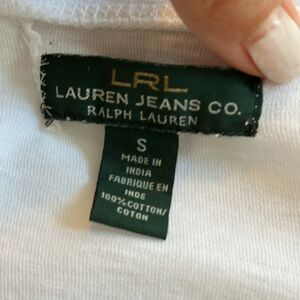 LRL
LAUREN JEANS CO.
RALPH LAUREN
S
MADE IN
INDIA
FABRIQUE EN
INDE
100% COTTON/
COTON